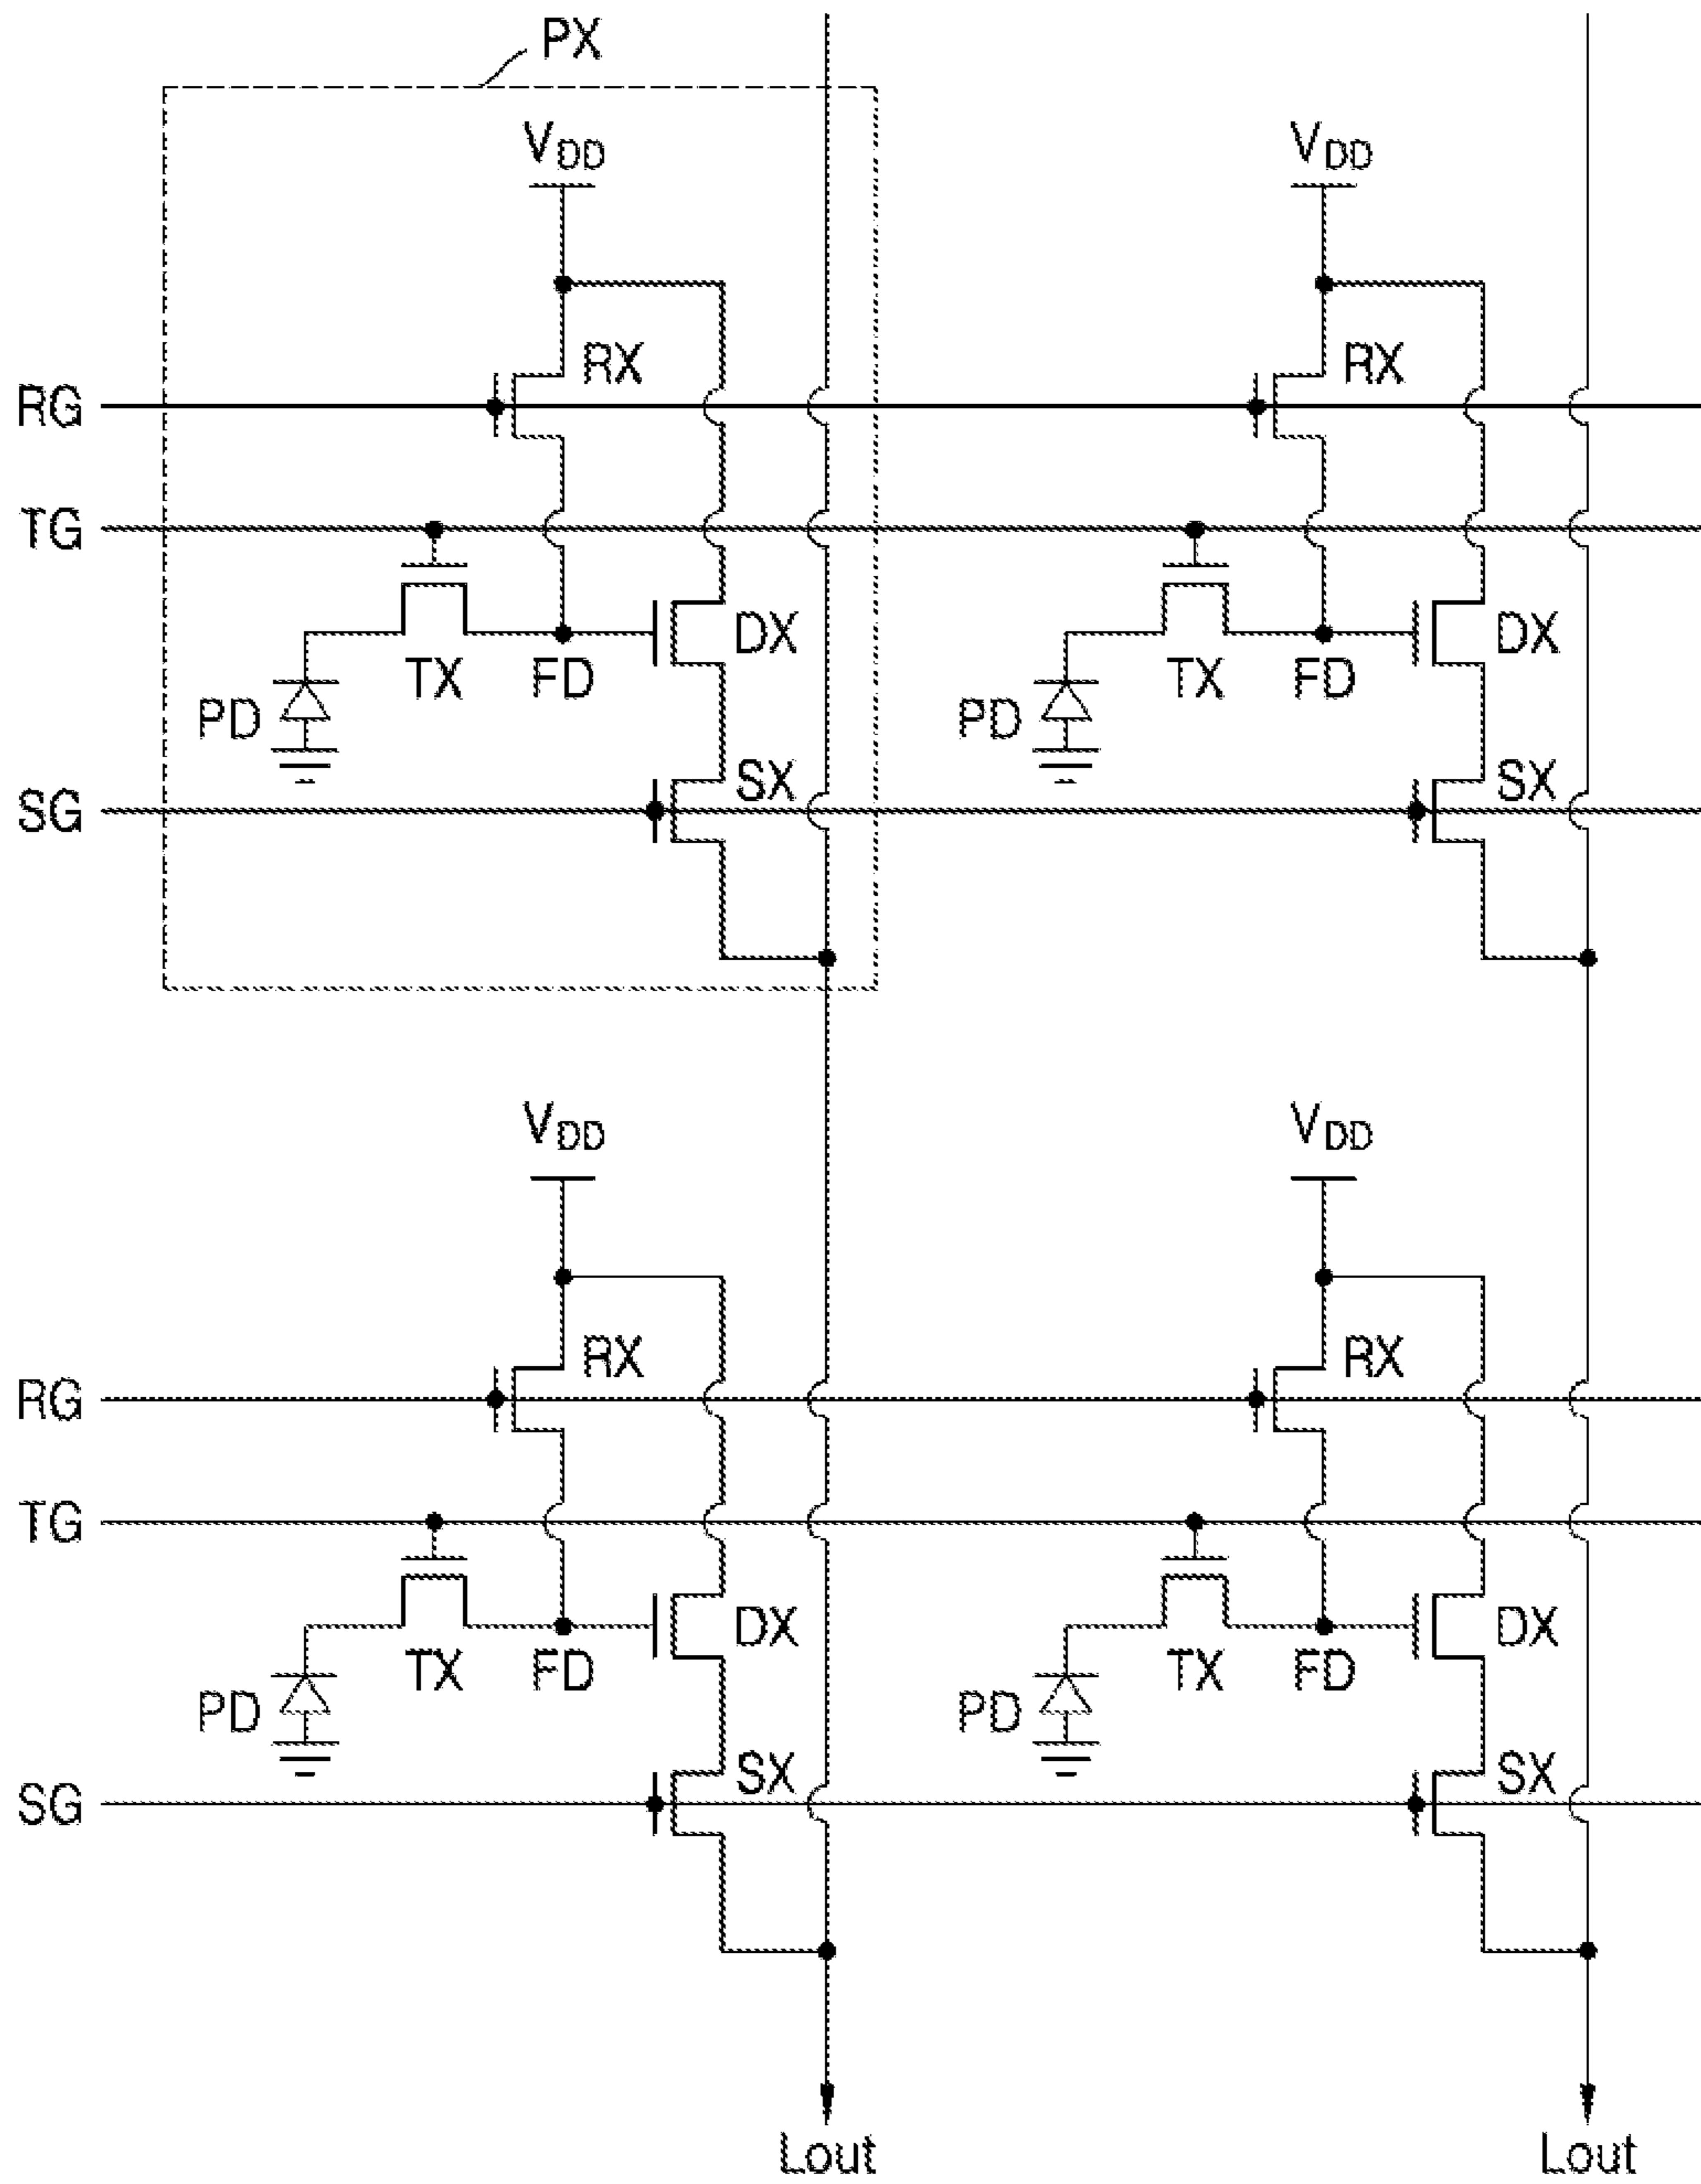 PX
VDD VDD
RX RX
RG
TG
DX DX
TX FD TX FD
PD PD
SX SX
SG
VDD VDD
RX RX
RG
TG
DX DX
TX FD TX FD
PD PD
SX SX
SG
Lout Lout